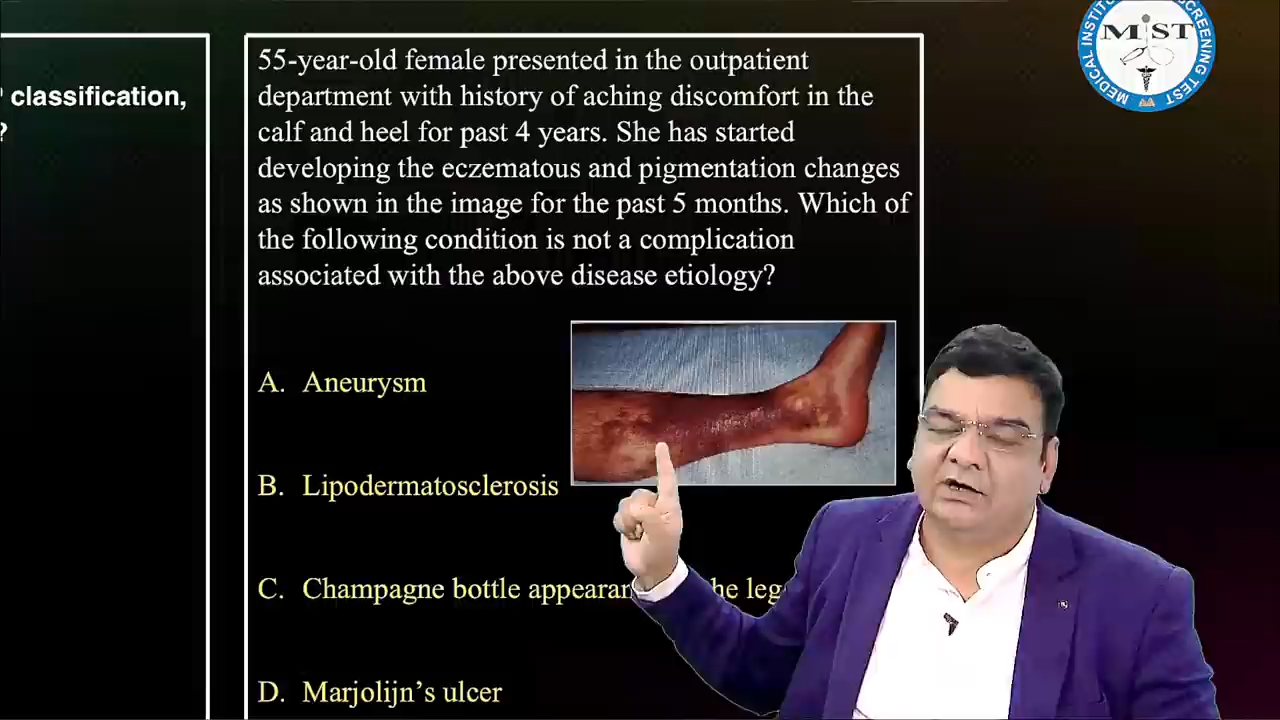 classification,
?
55-year-old female presented in the outpatient
department with history of aching discomfort in the
calf and heel for past 4 years. She has started
developing the eczematous and pigmentation changes
as shown in the image for the past 5 months. Which of
the following condition is not a complication
associated with the above disease etiology?
A. Aneurysm
B. Lipodermatosclerosis
C. Champagne bottle leg
D. Marjolijn’s ulcer
MIST
MEDICAL SCREENING TEST